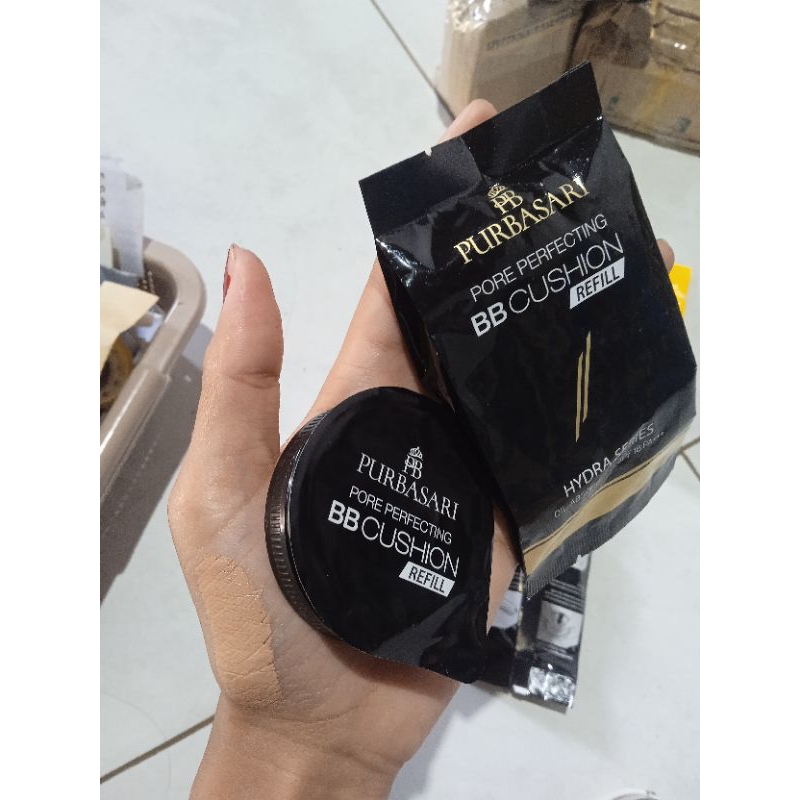 PB
PURBASARI
PORE PERFECTING
BB CUSHION
REFILL
HYDRA SERIES
PB
PURBASARI
PORE PERFECTING
BB CUSHION
REFILL